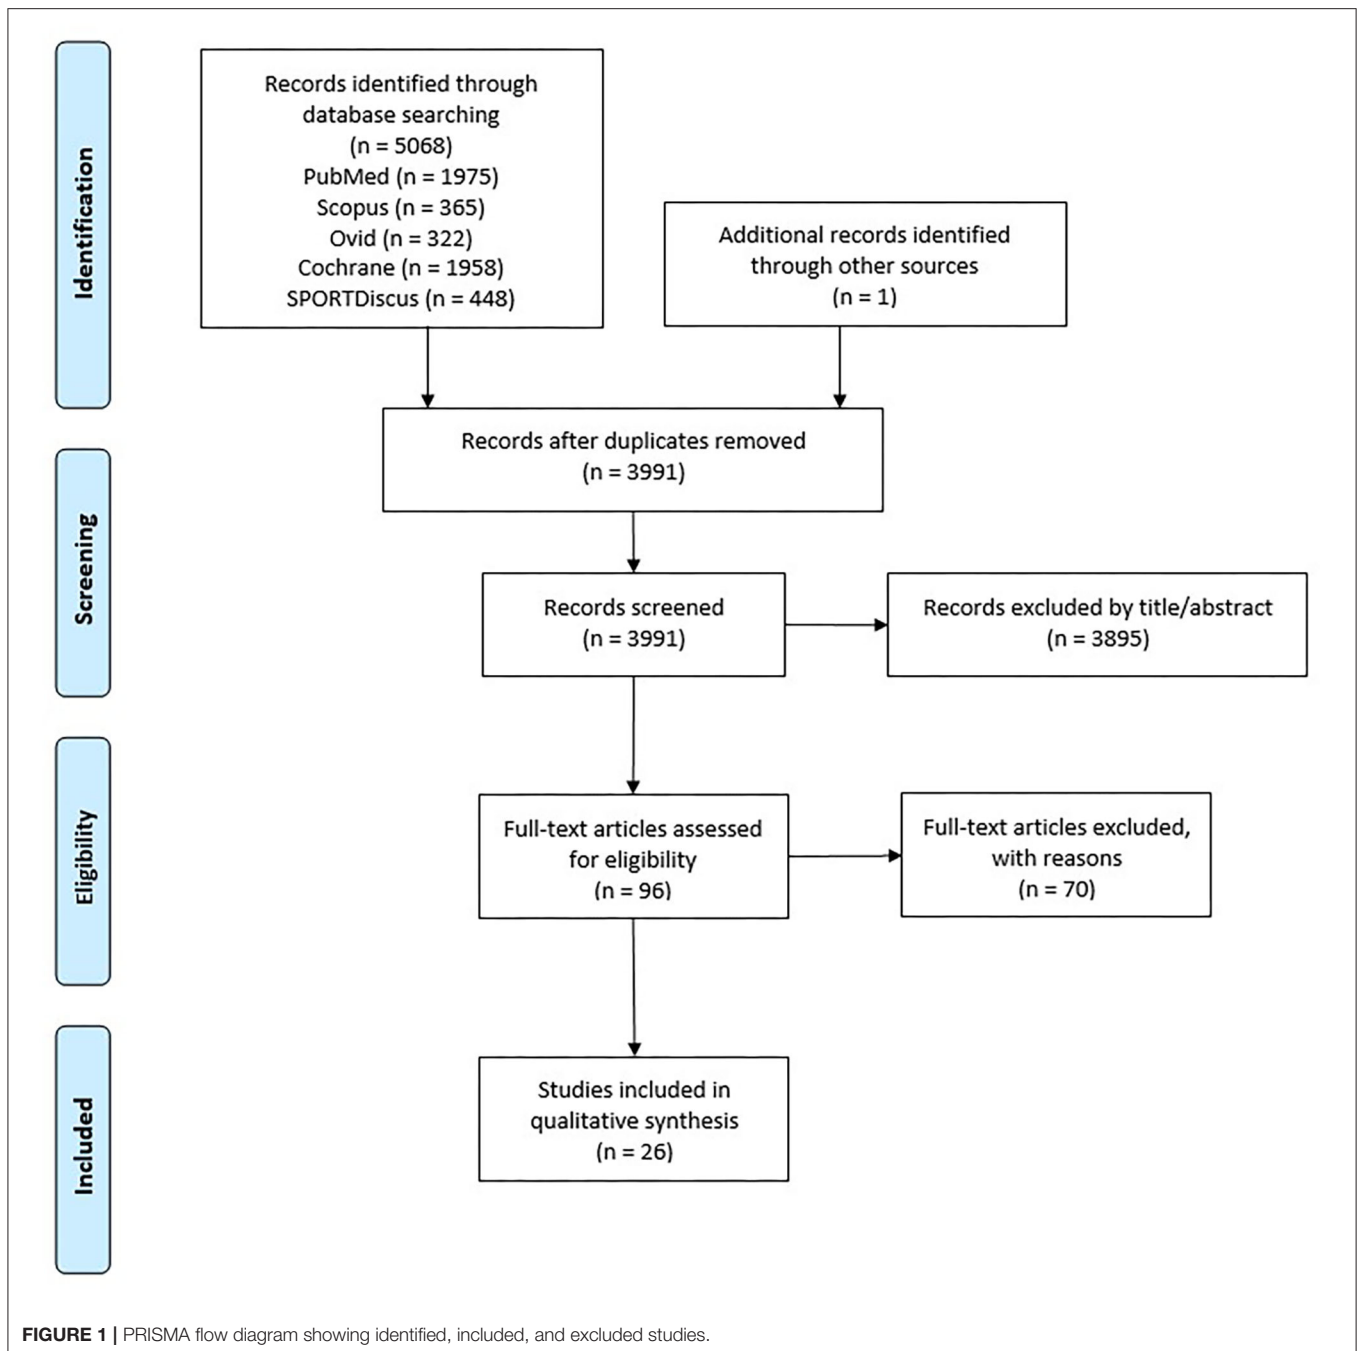 Identification
Records identified through
database searching
(n = 5068)
PubMed (n = 1975)
Scopus (n = 365)
Ovid (n = 322)
Cochrane (n = 1958)
SPORTDiscus (n = 448)
Additional records identified
through other sources
(n = 1)
Records after duplicates removed
(n = 3991)
Screening
Records screened
(n = 3991)
Records excluded by title/abstract
(n = 3895)
Eligibility
Full-text articles assessed
for eligibility
(n = 96)
Full-text articles excluded,
with reasons
(n = 70)
Included
Studies included in
qualitative synthesis
(n = 26)
FIGURE 1 | PRISMA flow diagram showing identified, included, and excluded studies.